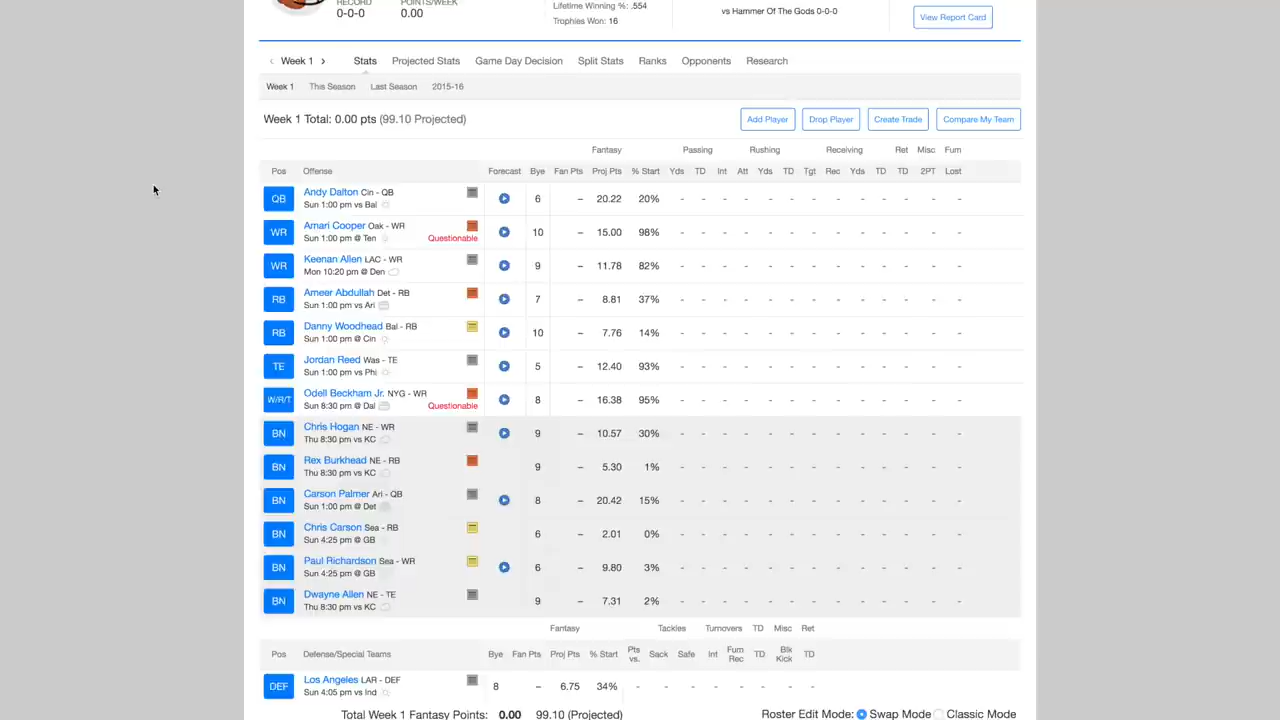 RECORD POINTS/WEEK
0-0-0 0.00
Lifetime Winning %: .554
Trophies Won: 16
vs Hammer Of The Gods 0-0-0
View Report Card
‹ Week 1 › Stats Projected Stats Game Day Decision Split Stats Ranks Opponents Research
Week 1 This Season Last Season 2015-16
Week 1 Total: 0.00 pts (99.10 Projected) Add Player Drop Player Create Trade Compare My Team
Fantasy Passing Rushing Receiving Ret Misc Fum
Pos Offense Forecast Bye Fan Pts Proj Pts % Start Yds TD Int Att Yds TD Tgt Rec Yds TD TD 2PT Lost
QB Andy Dalton Cin - QB 6 – 20.22 20% - - - - - - - - - - - - -
Sun 1:00 pm vs Bal
WR Amari Cooper Oak - WR 10 – 15.00 98% - - - - - - - - - - - - -
Sun 1:00 pm @ Ten Questionable
WR Keenan Allen LAC - WR 9 – 11.78 82% - - - - - - - - - - - - -
Mon 10:20 pm @ Den
RB Ameer Abdullah Det - RB 7 – 8.81 37% - - - - - - - - - - - - -
Sun 1:00 pm vs Ari
RB Danny Woodhead Bal - RB 10 – 7.76 14% - - - - - - - - - - - - -
Sun 1:00 pm @ Cin
TE Jordan Reed Was - TE 5 – 12.40 93% - - - - - - - - - - - - -
Sun 1:00 pm vs Phi
W/R/T Odell Beckham Jr. NYG - WR 8 – 16.38 95% - - - - - - - - - - - - -
Sun 8:30 pm @ Dal Questionable
BN Chris Hogan NE - WR 9 – 10.57 30% - - - - - - - - - - - - -
Thu 8:30 pm vs KC
BN Rex Burkhead NE - RB 9 – 5.30 1% - - - - - - - - - - - - -
Thu 8:30 pm vs KC
BN Carson Palmer Ari - QB 8 – 20.42 15% - - - - - - - - - - - - -
Sun 1:00 pm @ Det
BN Chris Carson Sea - RB 6 – 2.01 0% - - - - - - - - - - - - -
Sun 4:25 pm @ GB
BN Paul Richardson Sea - WR 6 – 9.80 3% - - - - - - - - - - - - -
Sun 4:25 pm @ GB
BN Dwayne Allen NE - TE 9 – 7.31 2% - - - - - - - - - - - - -
Thu 8:30 pm vs KC
Fantasy Tackles Turnovers TD Misc Ret
Pos Defense/Special Teams Bye Fan Pts Proj Pts % Start Pts vs. Sack Safe Int Fum Rec TD Blk Kick TD
DEF Los Angeles LAR - DEF 8 – 6.75 34% - - - - - - - -
Sun 4:05 pm vs Ind
Total Week 1 Fantasy Points: 0.00 99.10 (Projected) Roster Edit Mode: Swap Mode Classic Mode